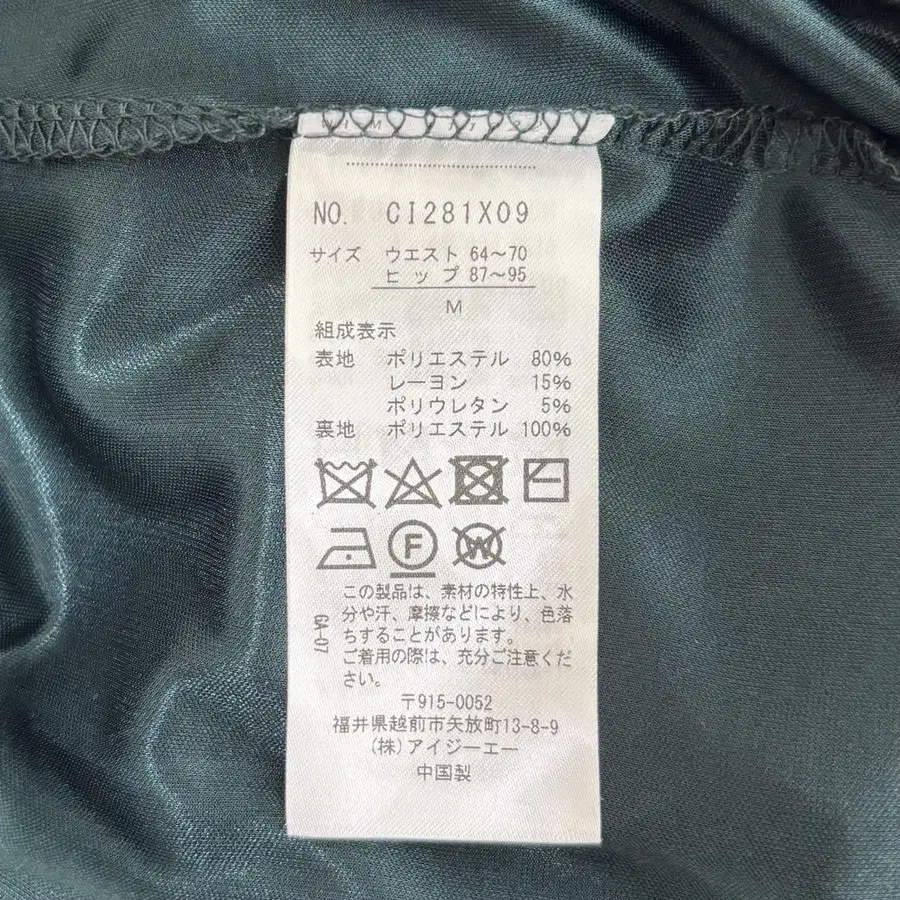 NO. CI281X09
サイズ ウエスト 64〜70
ヒップ 87〜95
M
組成表示
表地 ポリエステル 80%
レーヨン 15%
ポリウレタン 5%
裏地 ポリエステル 100%
F
W
この製品は、素材の特性上、水
分や汗、摩擦などにより、色落
ちすることがあります。
ご着用の際は、充分ご注意くだ
さい。
GA-07
〒915-0052
福井県越前市矢放町13-8-9
(株)アイジーエー
中国製